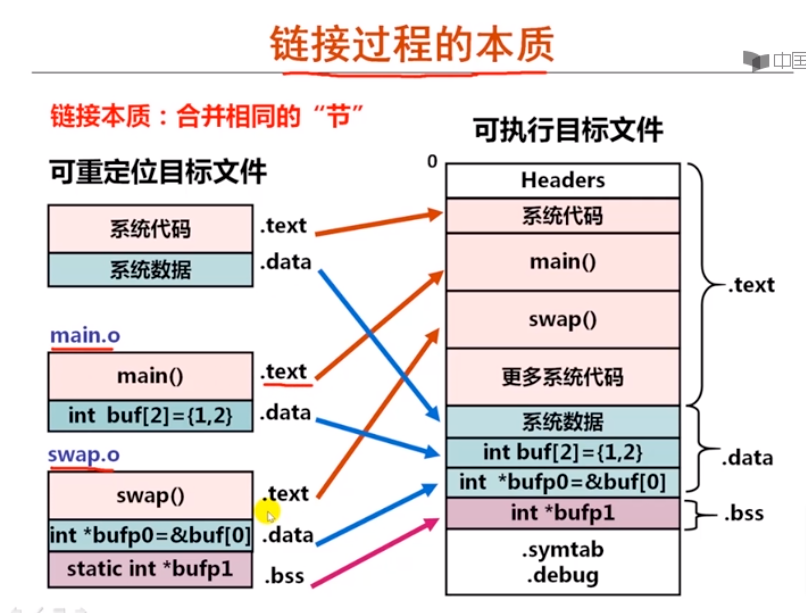 链接过程的本质
中国
链接本质：合并相同的“节”
可重定位目标文件
系统代码
.text
系统数据
.data
main.o
main()
.text
int buf[2]={1,2}
.data
swap.o
swap()
.text
int *bufp0=&buf[0]
.data
static int *bufp1
.bss
可执行目标文件
0
Headers
系统代码
main()
swap()
更多系统代码
.text
系统数据
int buf[2]={1,2}
int *bufp0=&buf[0]
.data
int *bufp1
.bss
.symtab
.debug